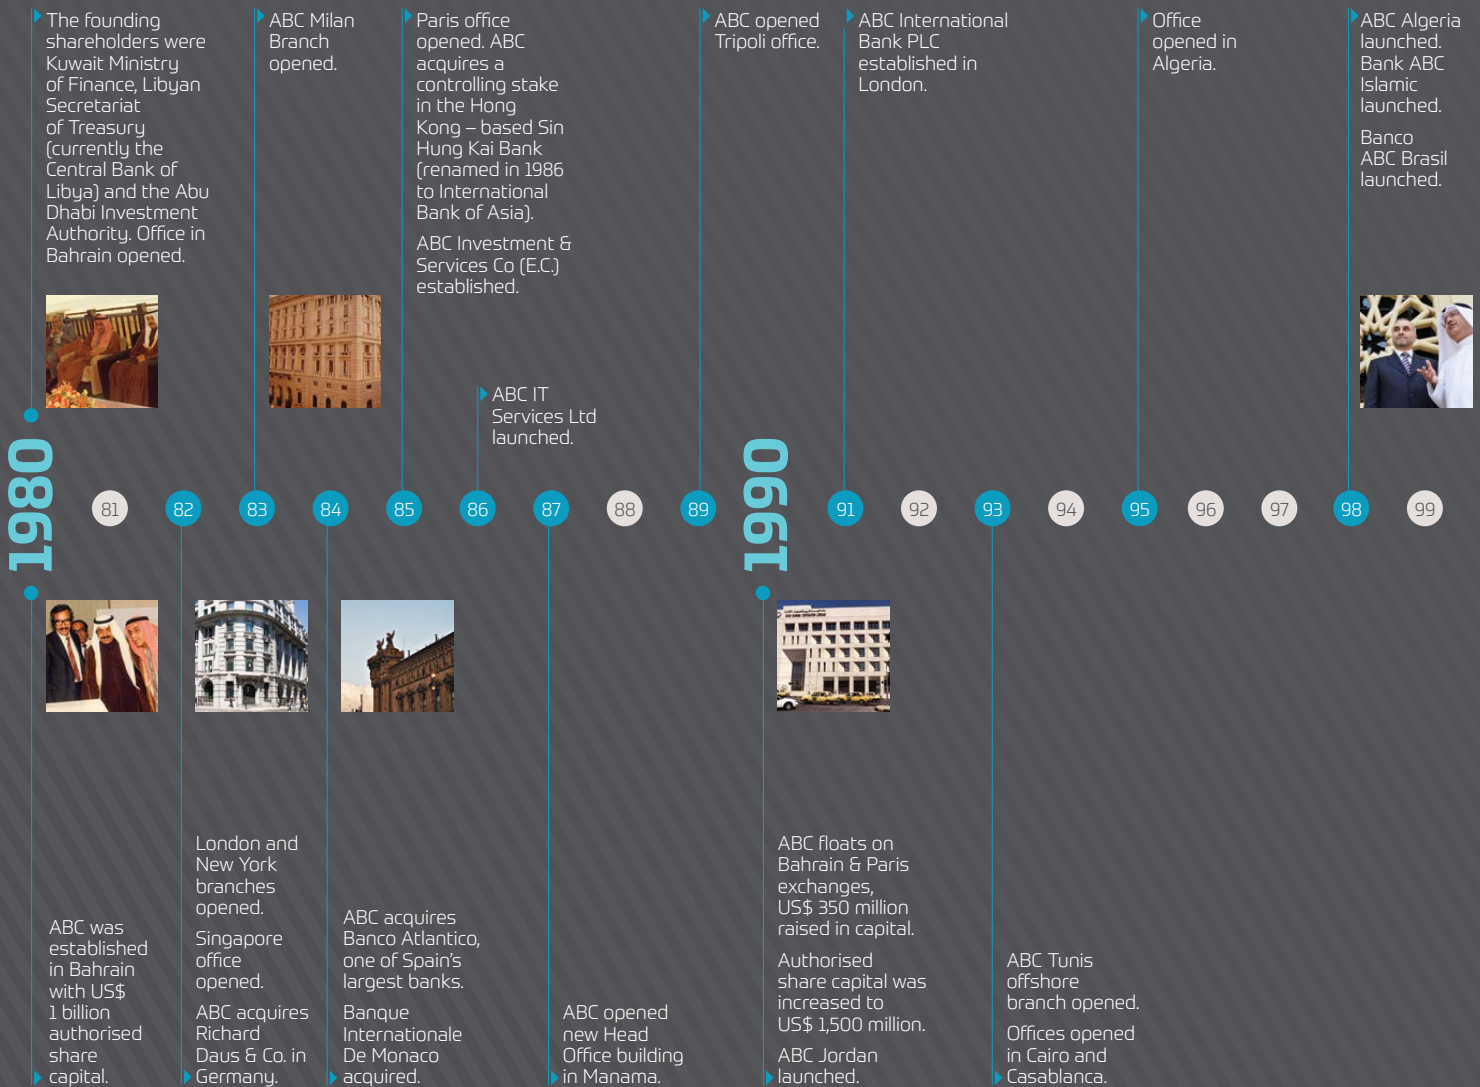 The founding
shareholders were
Kuwait Ministry
of Finance, Libyan
Secretariat
of Treasury
(currently the
Central Bank of
Libya) and the Abu
Dhabi Investment
Authority. Office in
Bahrain opened.
ABC Milan
Branch
opened.
Paris office
opened. ABC
acquires a
controlling stake
in the Hong
Kong – based Sin
Hung Kai Bank
(renamed in 1986
to International
Bank of Asia).
ABC Investment &
Services Co (E.C.)
established.
ABC IT
Services Ltd
launched.
ABC opened
Tripoli office.
ABC International
Bank PLC
established in
London.
Office
opened in
Algeria.
ABC Algeria
launched.
Bank ABC
Islamic
launched.
Banco
ABC Brasil
launched.
1980
81
82
83
84
85
86
87
88
89
1990
91
92
93
94
95
96
97
98
99
ABC was
established
in Bahrain
with US$
1 billion
authorised
share
capital.
London and
New York
branches
opened.
Singapore
office
opened.
ABC acquires
Richard
Daus & Co. in
Germany.
ABC acquires
Banco Atlantico,
one of Spain's
largest banks.
Banque
Internationale
De Monaco
acquired.
ABC opened
new Head
Office building
in Manama.
ABC floats on
Bahrain & Paris
exchanges,
US$ 350 million
raised in capital.
Authorised
share capital was
increased to
US$ 1,500 million.
ABC Jordan
launched.
ABC Tunis
offshore
branch opened.
Offices opened
in Cairo and
Casablanca.